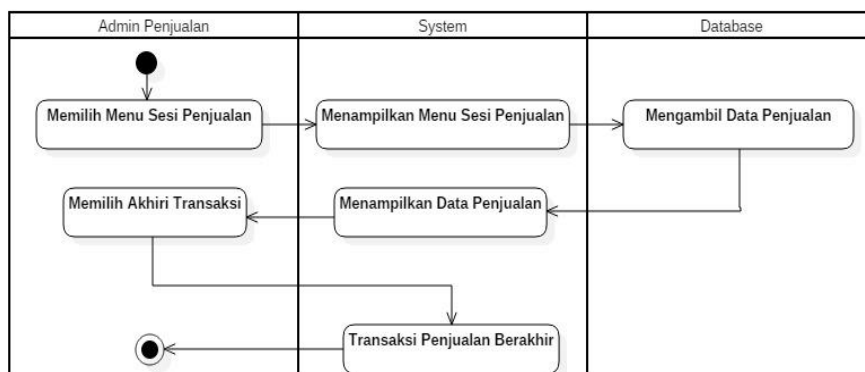 Admin Penjualan
System
Database
Memilih Menu Sesi Penjualan
Menampilkan Menu Sesi Penjualan
Mengambil Data Penjualan
Memilih Akhiri Transaksi
Menampilkan Data Penjualan
Transaksi Penjualan Berakhir